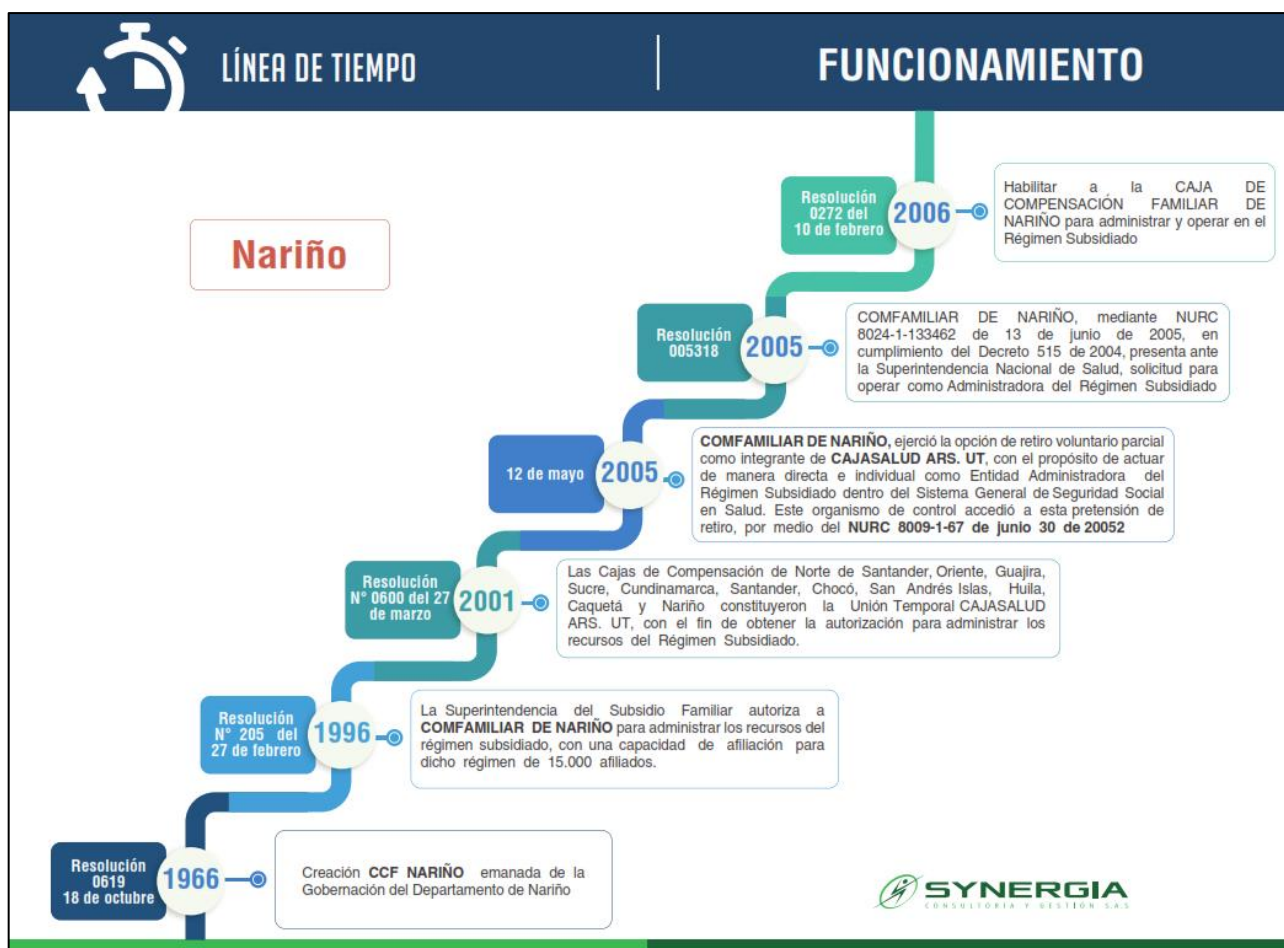 LÍNEA DE TIEMPO
FUNCIONAMIENTO
Nariño
Resolución
0272 del
10 de febrero
2006
Habilitar a la CAJA DE
COMPENSACIÓN FAMILIAR DE
NARIÑO para administrar y operar en el
Régimen Subsidiado
Resolución
005318
2005
COMFAMILIAR DE NARIÑO, mediante NURC
8024-1-133462 de 13 de junio de 2005, en
cumplimiento del Decreto 515 de 2004, presenta ante
la Superintendencia Nacional de Salud, solicitud para
operar como Administradora del Régimen Subsidiado
12 de mayo
2005
COMFAMILIAR DE NARIÑO, ejerció la opción de retiro voluntario parcial
como integrante de CAJASALUD ARS. UT, con el propósito de actuar
de manera directa e individual como Entidad Administradora del
Régimen Subsidiado dentro del Sistema General de Seguridad Social
en Salud. Este organismo de control accedió a esta pretensión de
retiro, por medio del NURC 8009-1-67 de junio 30 de 20052
Resolución
N° 0600 del 27
de marzo
2001
Las Cajas de Compensación de Norte de Santander, Oriente, Guajira,
Sucre, Cundinamarca, Santander, Chocó, San Andrés Islas, Huila,
Caquetá y Nariño constituyeron la Unión Temporal CAJASALUD
ARS. UT, con el fin de obtener la autorización para administrar los
recursos del Régimen Subsidiado.
Resolución
N° 205 del
27 de febrero
1996
La Superintendencia del Subsidio Familiar autoriza a
COMFAMILIAR DE NARIÑO para administrar los recursos del
régimen subsidiado, con una capacidad de afiliación para
dicho régimen de 15.000 afiliados.
Resolución
0619
18 de octubre
1966
Creación CCF NARIÑO emanada de la
Gobernación del Departamento de Nariño
SYNERGIA
CONSULTORÍA Y GESTIÓN S.A.S